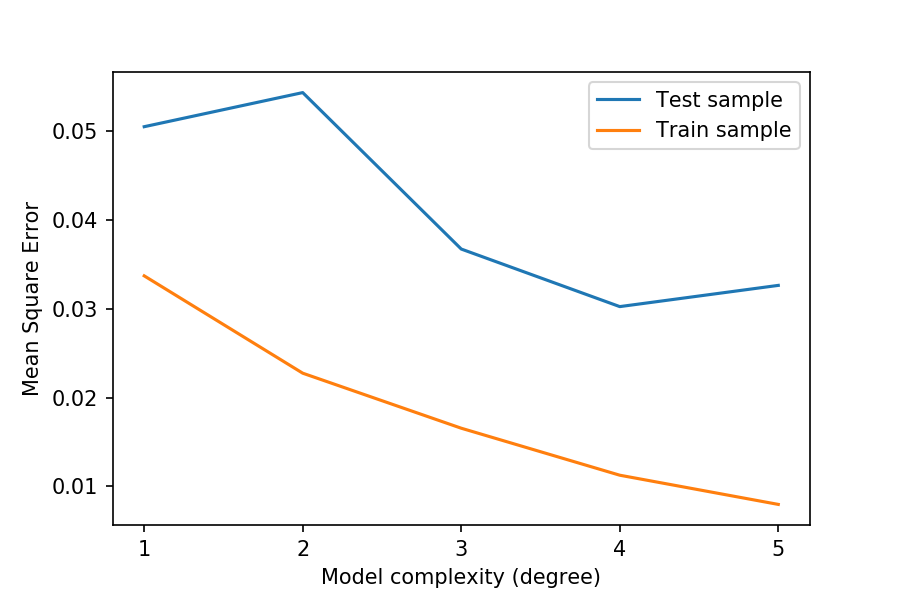 Test sample
Train sample
0.05
0.04
0.03
0.02
0.01
Mean Square Error
1 2 3 4 5
Model complexity (degree)